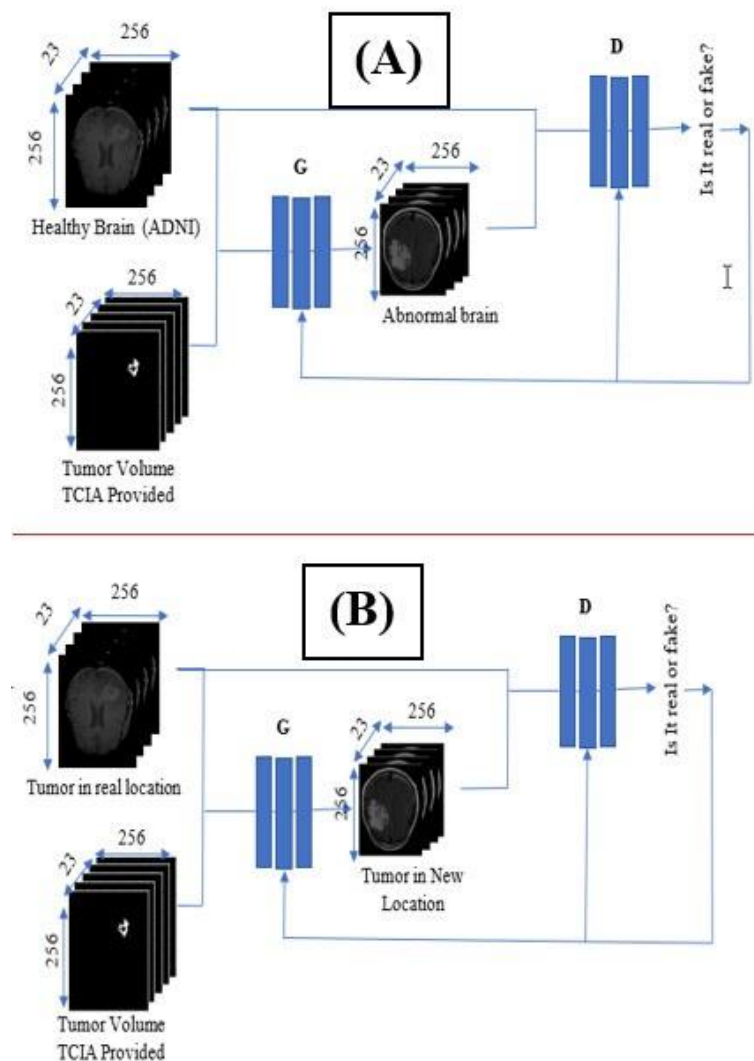 256
(A)
23
D
256
256
23
G
Is It real or fake?
Healthy Brain (ADNI)
256
256
Abnormal brain
23
256
Tumor Volume
TCIA Provided
256
(B)
23
D
256
256
23
G
Is It real or fake?
Tumor in real location
256
256
23
Tumor in New
Location
256
Tumor Volume
TCIA Provided